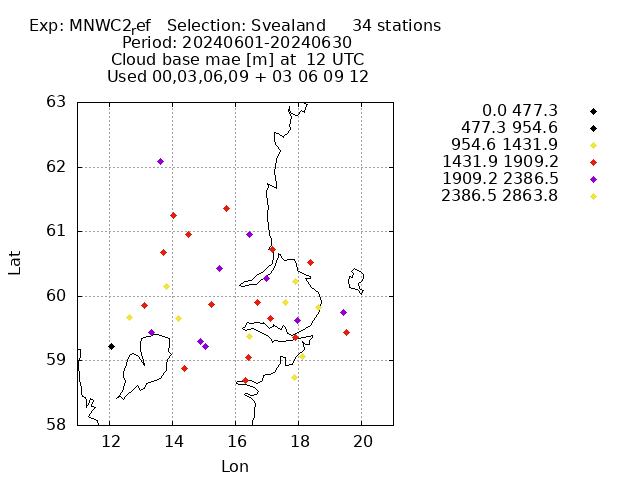 Exp: MNWC2ref   Selection: Svealand     34 stations
Period: 20240601-20240630
Cloud base mae [m] at  12 UTC
Used 00,03,06,09 + 03 06 09 12
0.0 477.3
477.3 954.6
954.6 1431.9
1431.9 1909.2
1909.2 2386.5
2386.5 2863.8
63
62
61
60
59
58
Lat
12 14 16 18 20
Lon